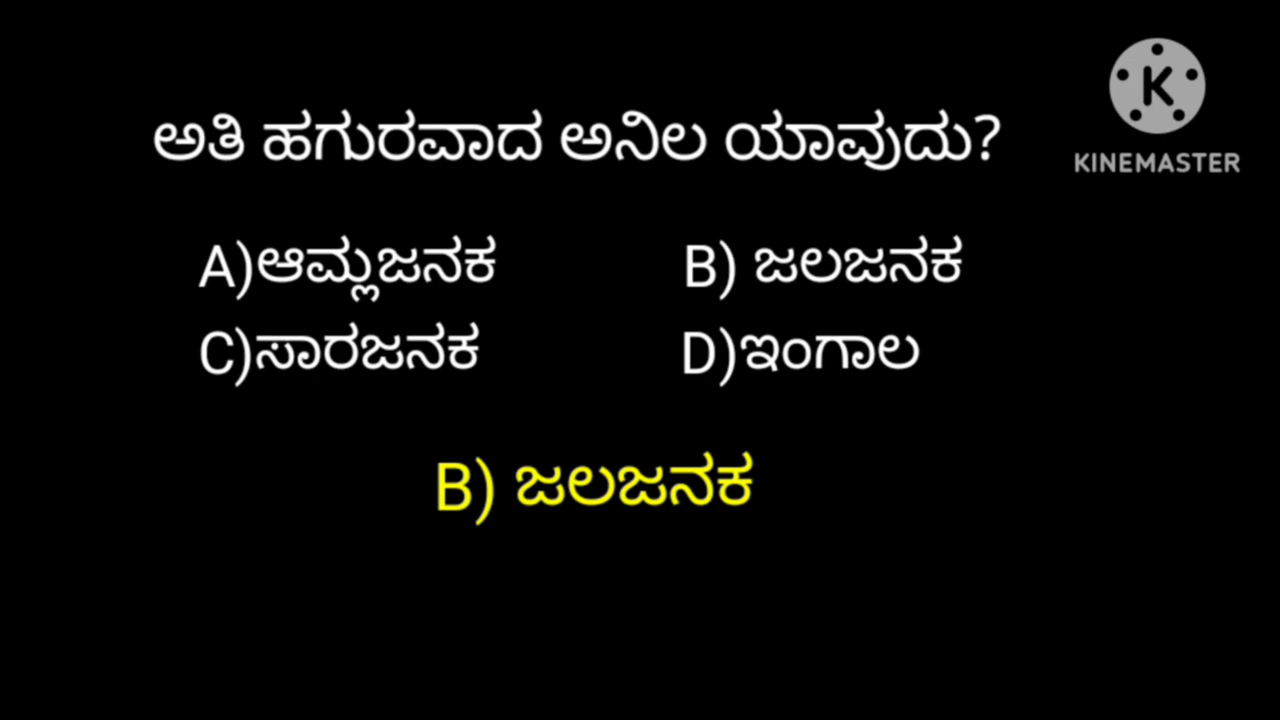 ಅತಿ ಹಗುರವಾದ ಅನಿಲ ಯಾವುದು?
KINEMASTER
A)ಆಮ್ಲಜನಕ B) ಜಲಜನಕ
C)ಸಾರಜನಕ D)ಇಂಗಾಲ
B) ಜಲಜನಕ